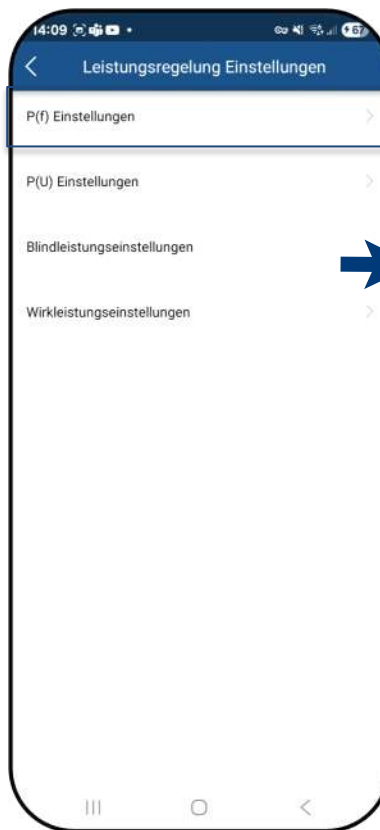 14:09
67
Leistungsregelung Einstellungen
P(f) Einstellungen
P(U) Einstellungen
Blindleistungseinstellungen
Wirkleistungseinstellungen